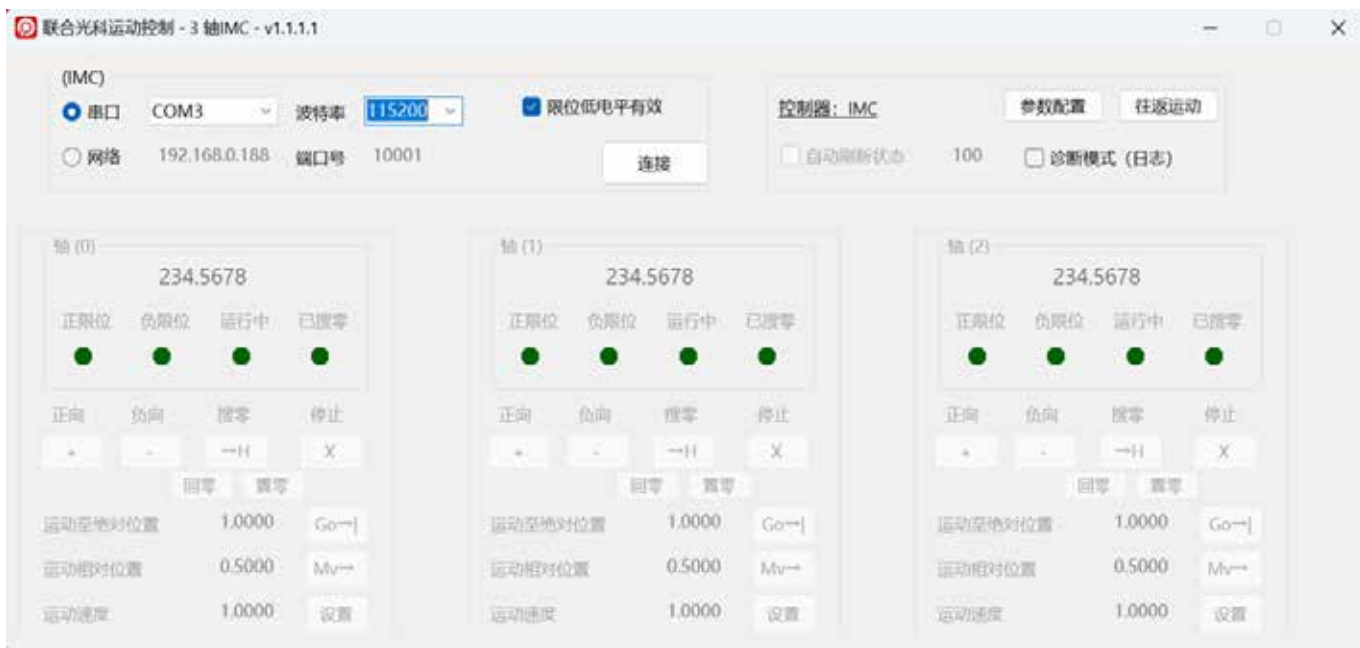 联合光科运动控制 - 3 轴IMC - v1.1.1.1
(IMC)
串口 COM3 波特率 115200 限位低电平有效 控制器: IMC 参数配置 往返运动
网络 192.168.0.188 端口号 10001 连接 自动刷新状态 100 诊断模式 (日志)
轴 (0) 轴 (1) 轴 (2)
234.5678 234.5678 234.5678
正限位 负限位 运行中 已搜零 正限位 负限位 运行中 已搜零 正限位 负限位 运行中 已搜零
正向 负向 搜零 停止 正向 负向 搜零 停止 正向 负向 搜零 停止
+ - →H X + - →H X + - →H X
回零 置零 回零 置零 回零 置零
运动至绝对位置 1.0000 Go→| 运动至绝对位置 1.0000 Go→| 运动至绝对位置 1.0000 Go→|
运动相对位置 0.5000 Mv→ 运动相对位置 0.5000 Mv→ 运动相对位置 0.5000 Mv→
运动速度 1.0000 设置 运动速度 1.0000 设置 运动速度 1.0000 设置